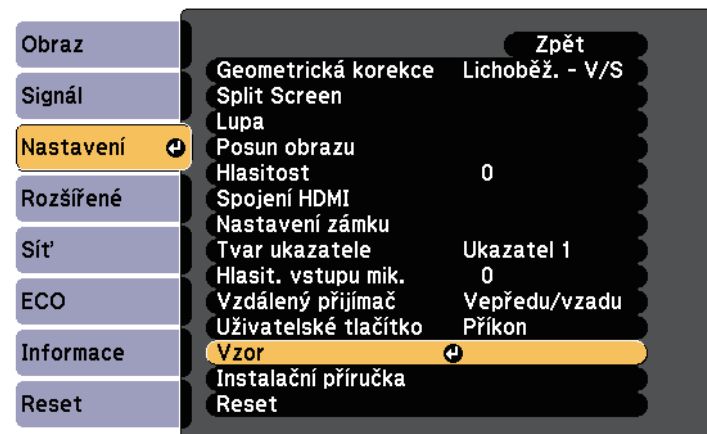 Obraz
Signál
Nastavení
Rozšířené
Síť
ECO
Informace
Reset
Zpět
Geometrická korekce Lichoběž. - V/S
Split Screen
Lupa
Posun obrazu
Hlasitost 0
Spojení HDMI
Nastavení zámku
Tvar ukazatele Ukazatel 1
Hlasit. vstupu mik. 0
Vzdálený přijímač Vepředu/vzadu
Uživatelské tlačítko Příkon
Vzor
Instalační příručka
Reset